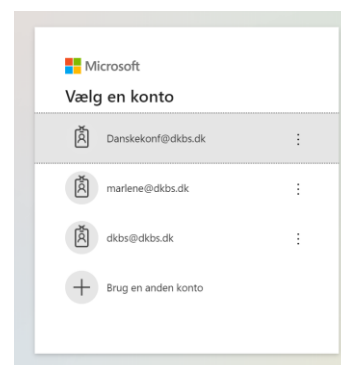 Microsoft
Vælg en konto
Danskekonf@dkbs.dk
marlene@dkbs.dk
dkbs@dkbs.dk
Brug en anden konto